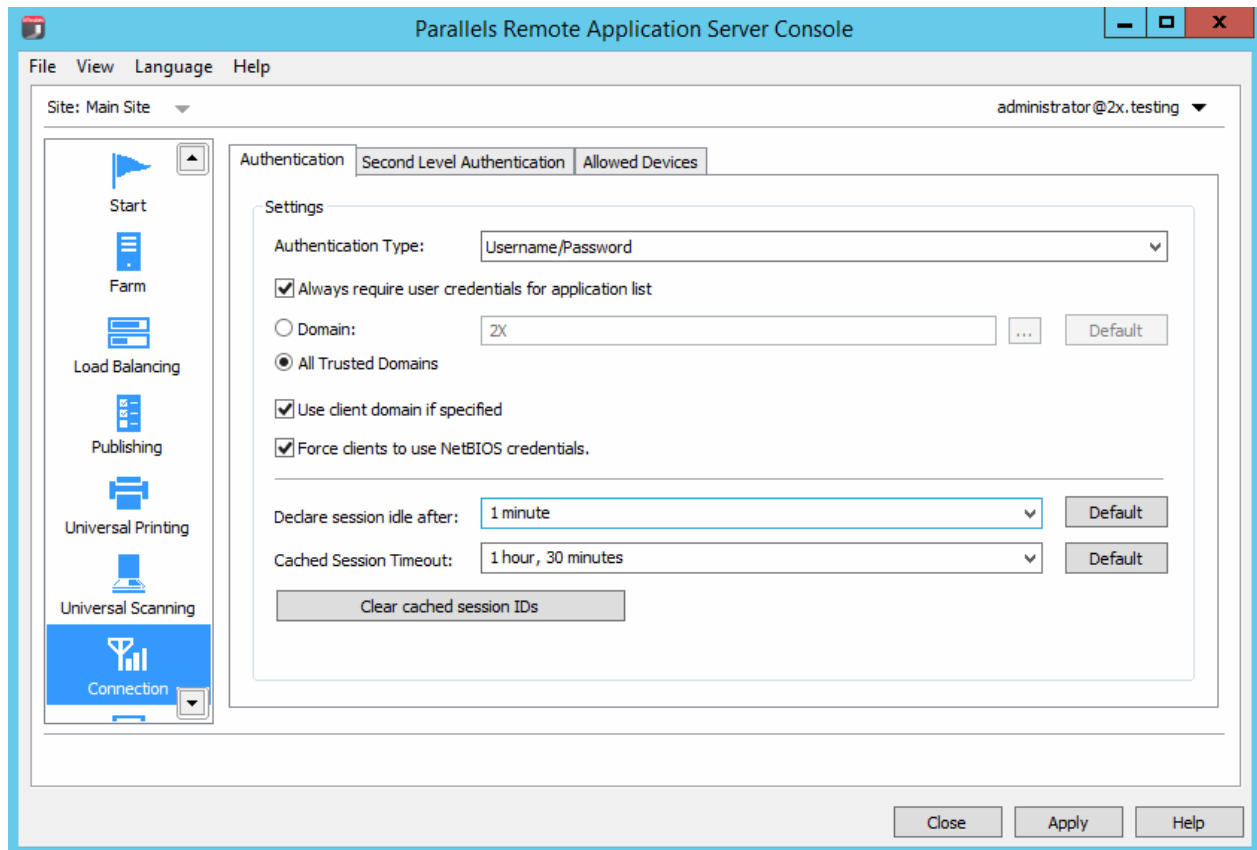 Parallels Remote Application Server Console
File View Language Help
Site: Main Site administrator@2x.testing
Start
Farm
Load Balancing
Publishing
Universal Printing
Universal Scanning
Connection
Authentication Second Level Authentication Allowed Devices
Settings
Authentication Type: Username/Password
Always require user credentials for application list
Domain: 2X ... Default
All Trusted Domains
Use client domain if specified
Force clients to use NetBIOS credentials.
Declare session idle after: 1 minute Default
Cached Session Timeout: 1 hour, 30 minutes Default
Clear cached session IDs
Close Apply Help